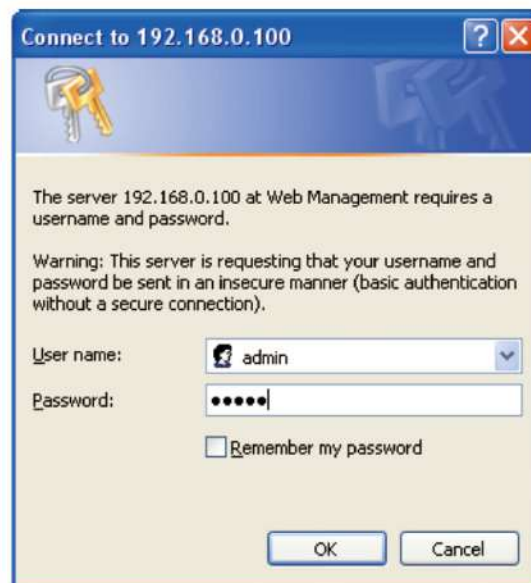 Connect to 192.168.0.100
The server 192.168.0.100 at Web Management requires a
username and password.
Warning: This server is requesting that your username and
password be sent in an insecure manner (basic authentication
without a secure connection).
User name:
admin
Password:
•••••
Remember my password
OK
Cancel